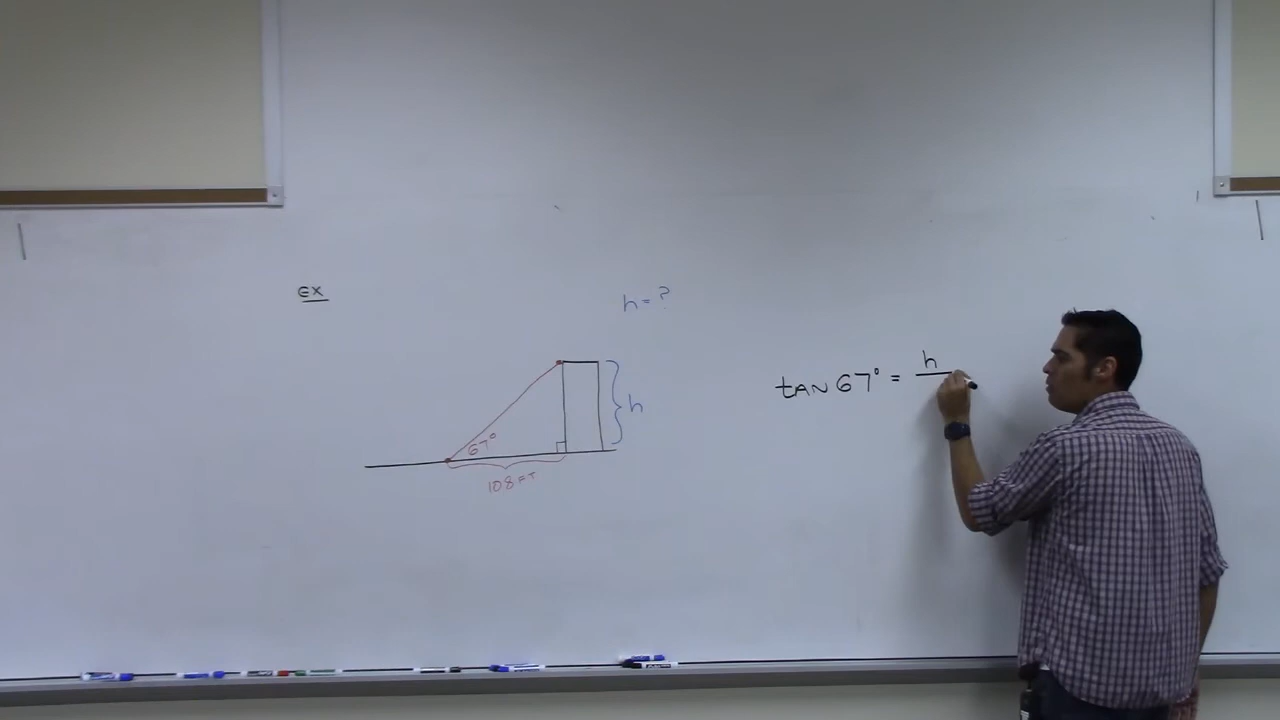 ex
h = ?
67°
h
108 FT
tAN 67° = h